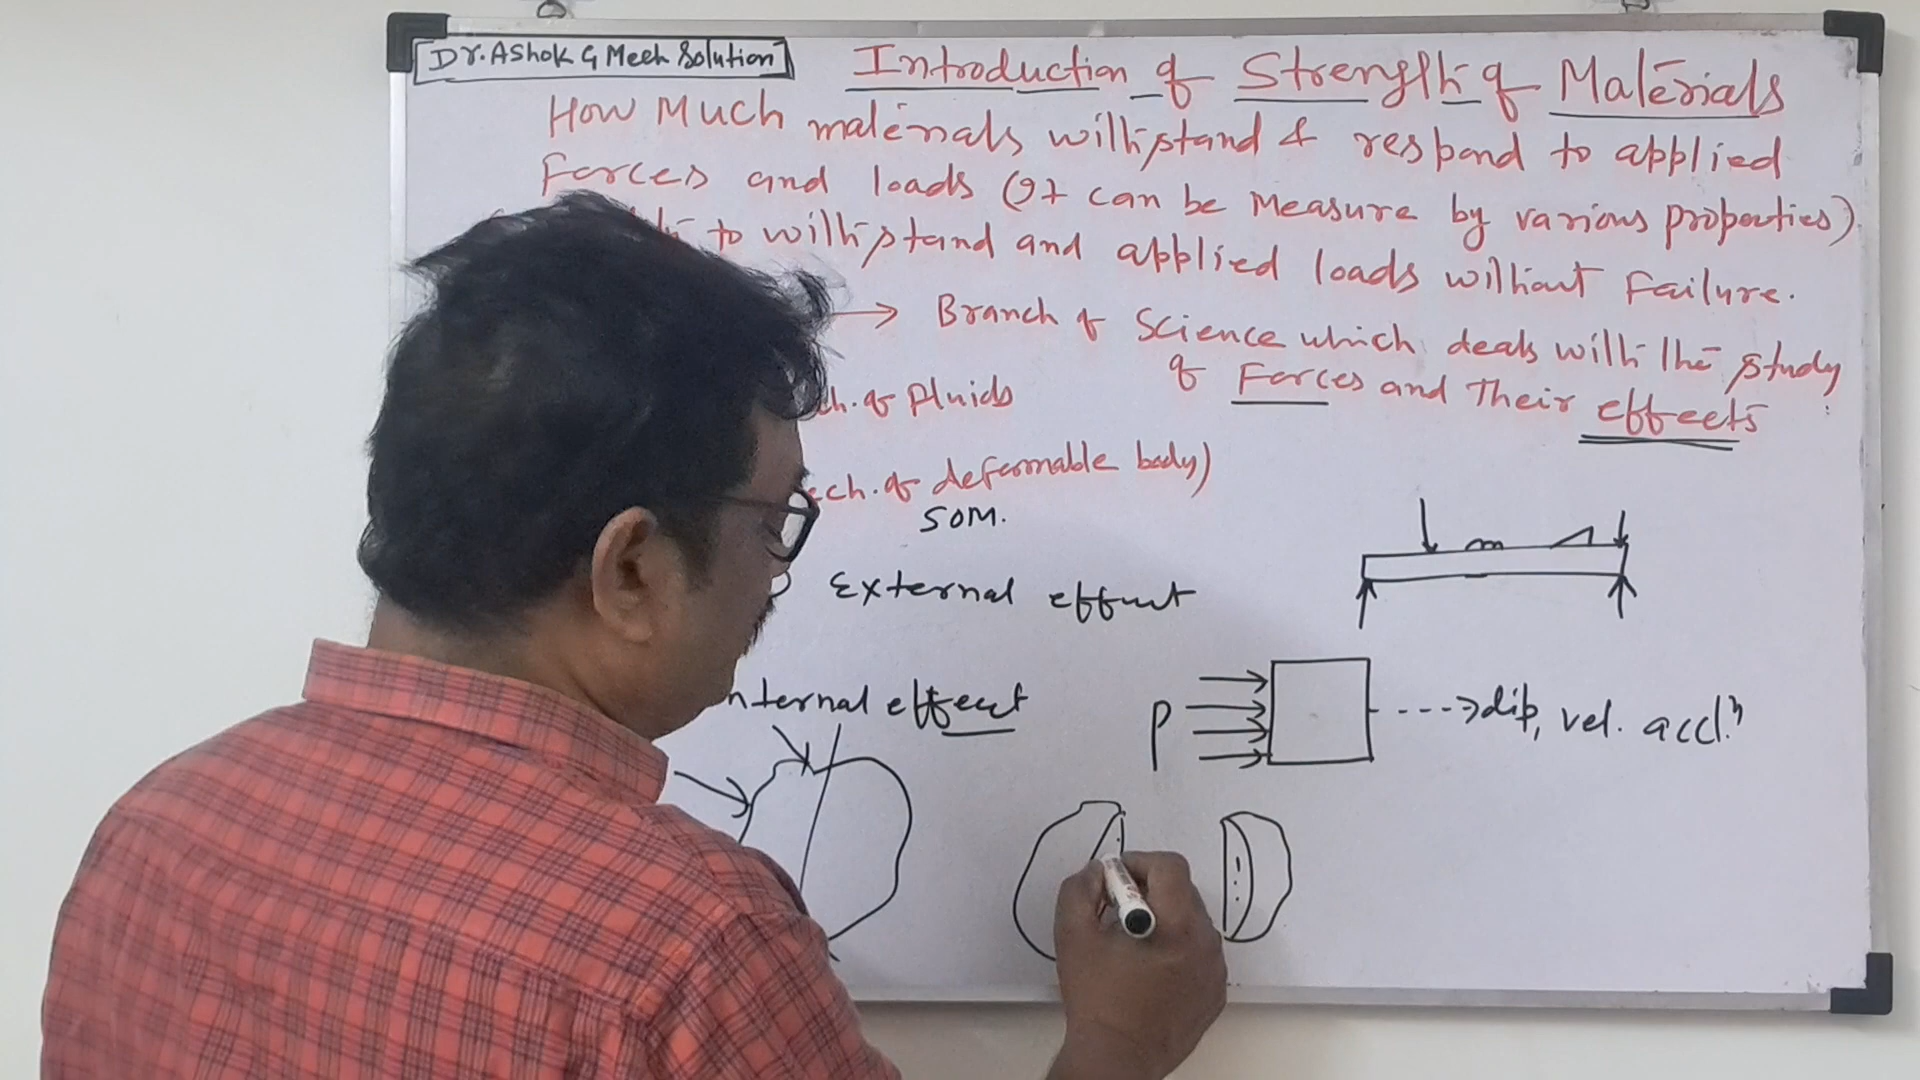 Dr. Ashok G Mech Solution
Introduction of Strength of Materials
How Much materials withstand & respond to applied
Forces and loads (It can be Measure by various properties)
to withstand and applied loads without Failure.
→ Branch of Science which deals with the study
of Forces and Their effects
ch. of Fluids
ech. of deformable body)
SOM.
External effect
nternal effect
m
P
dip, vel. accl.n